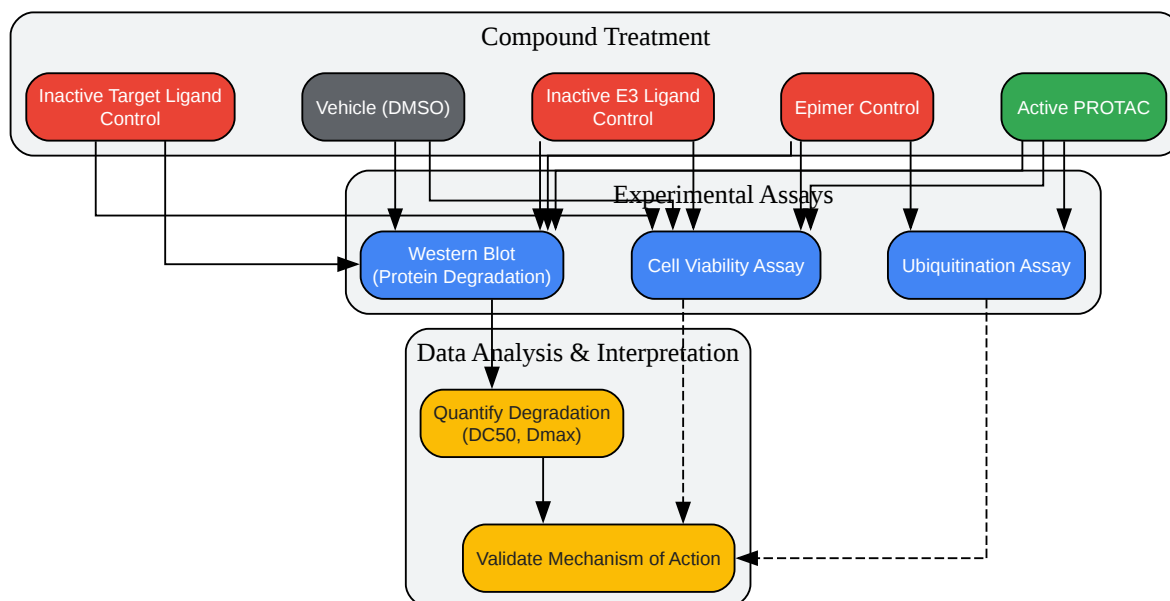 Compound Treatment
Inactive Target Ligand
Control
Vehicle (DMSO)
Inactive E3 Ligand
Control
Epimer Control
Active PROTAC
Experimental Assays
Western Blot
(Protein Degradation)
Cell Viability Assay
Ubiquitination Assay
Data Analysis & Interpretation
Quantify Degradation
(DC50, Dmax)
Validate Mechanism of Action